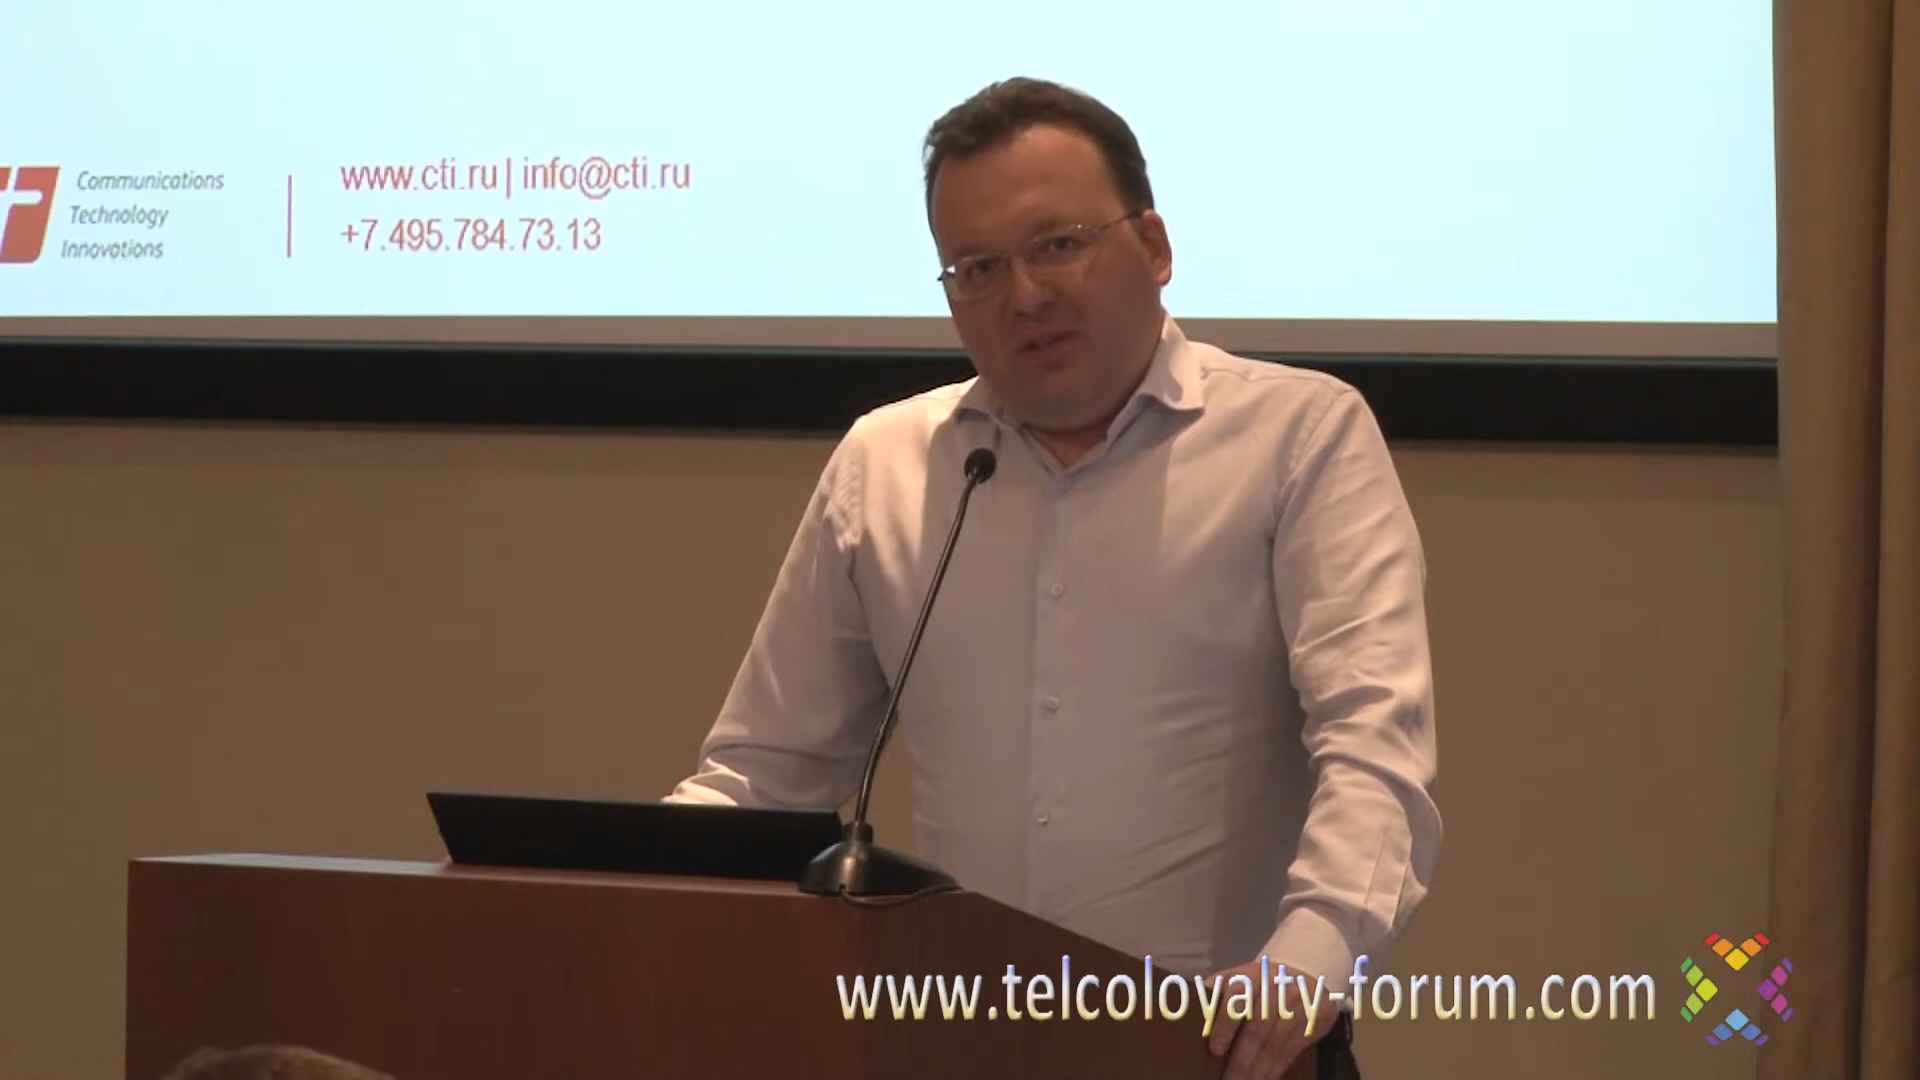 Communications
Technology
Innovations
www.cti.ru | info@cti.ru
+7.495.784.73.13
www.telcoloyalty-forum.com